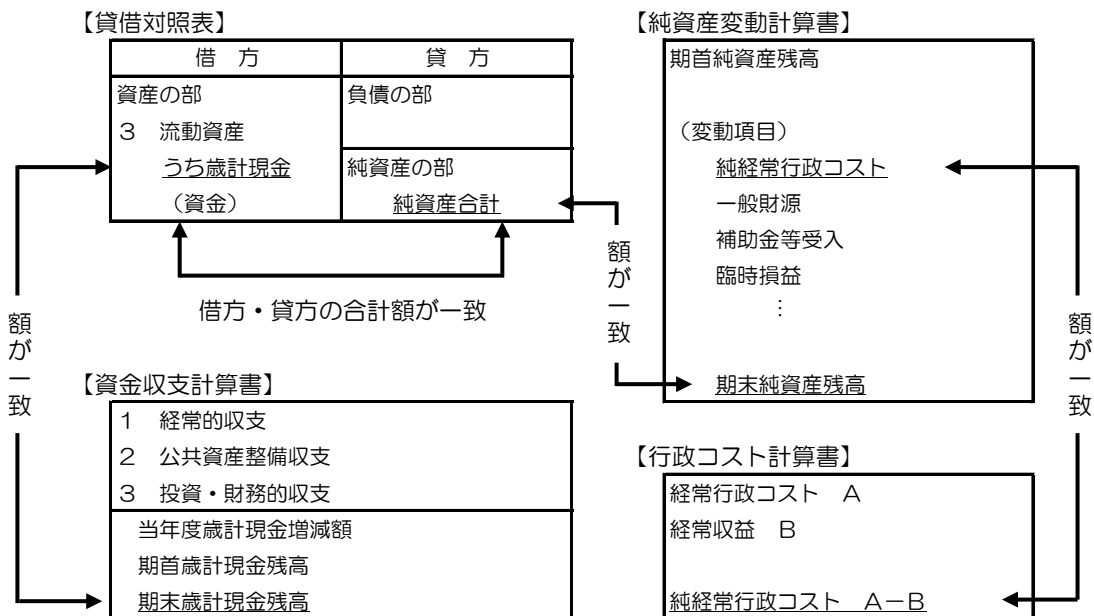 【貸借対照表】
借　方
貸　方
資産の部
３　流動資産
うち歳計現金
（資金）
負債の部
純資産の部
純資産合計
借方・貸方の合計額が一致
額が一致
額が一致
【純資産変動計算書】
期首純資産残高
（変動項目）
純経常行政コスト
一般財源
補助金等受入
臨時損益
…
期末純資産残高
額が一致
【資金収支計算書】
１　経常的収支
２　公共資産整備収支
３　投資・財務的収支
当年度歳計現金増減額
期首歳計現金残高
期末歳計現金残高
【行政コスト計算書】
経常行政コスト　Ａ
経常収益　Ｂ
純経常行政コスト　Ａ－Ｂ